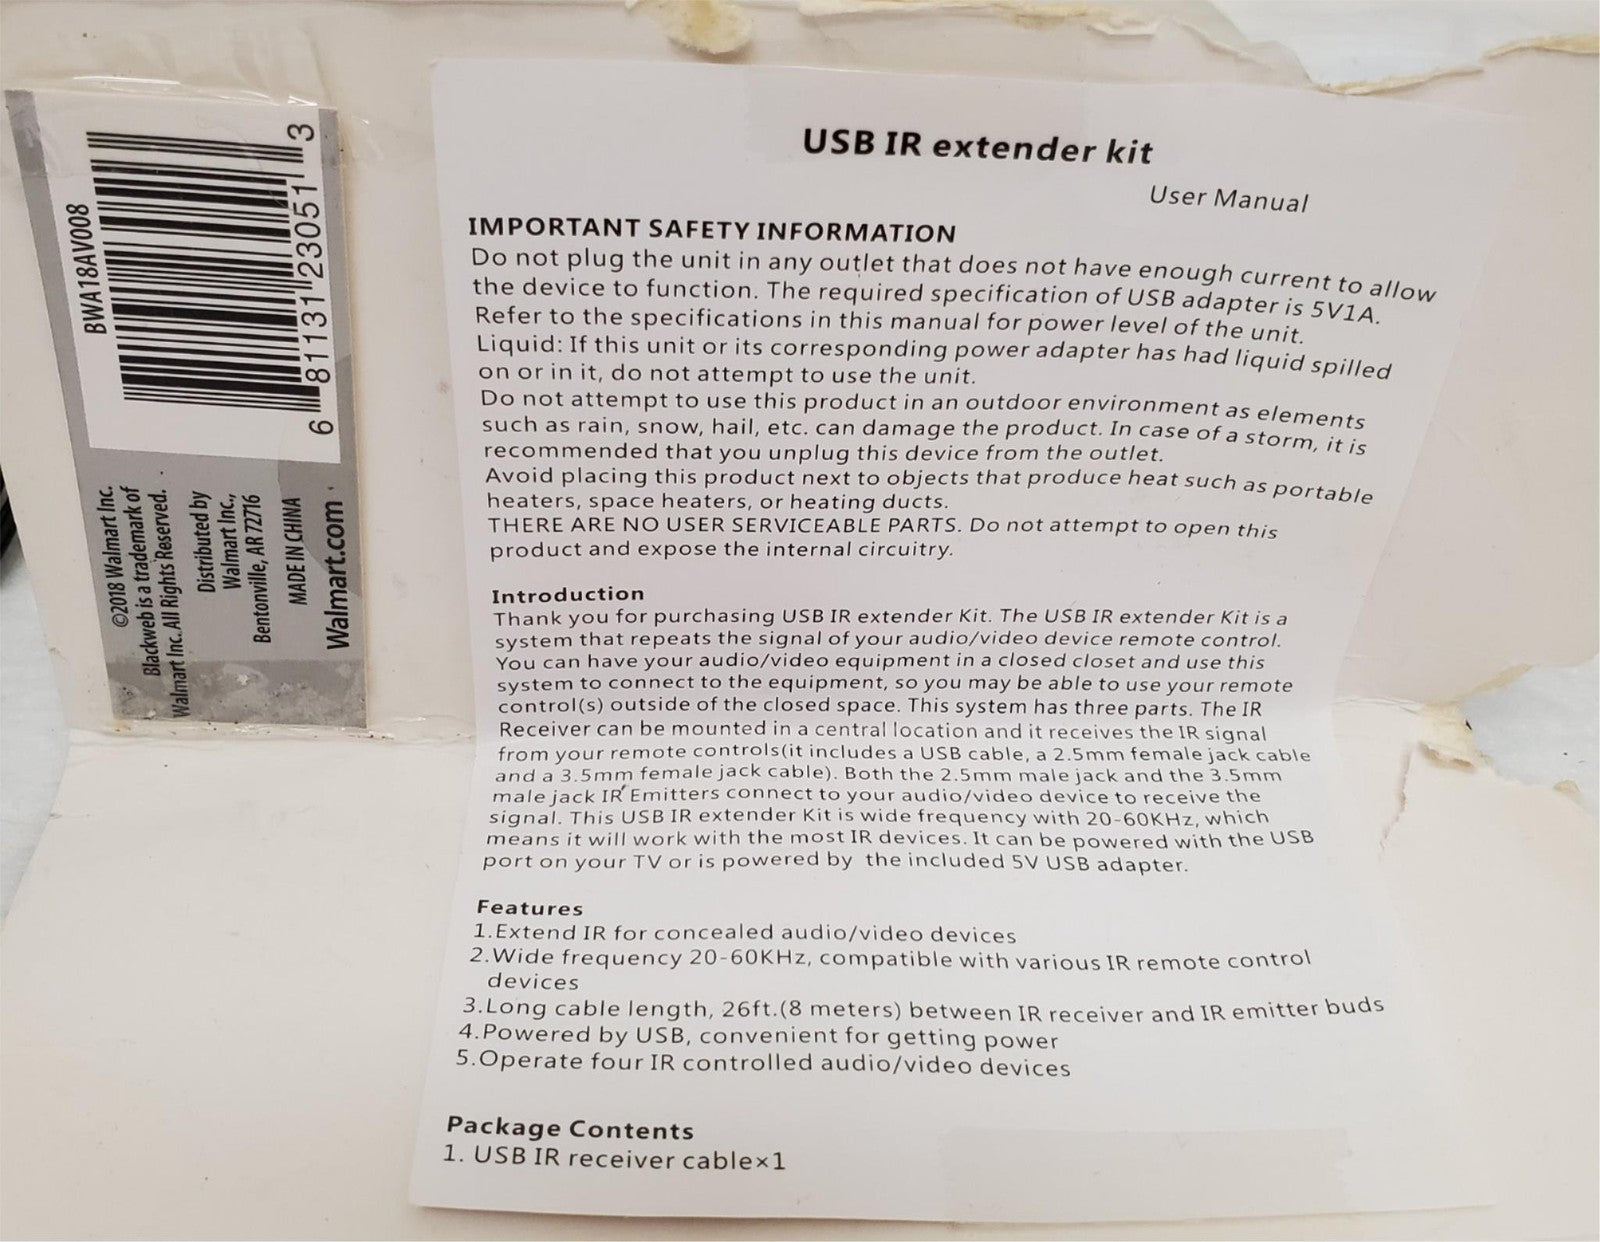 BWA18AV008
6 81131 23051 3
©2018 Walmart Inc.
Blackweb is a trademark of
Walmart Inc. All Rights Reserved.
Distributed by
Walmart Inc.,
Bentonville, AR 72716
MADE IN CHINA
Walmart.com
USB IR extender kit
User Manual
IMPORTANT SAFETY INFORMATION
Do not plug the unit in any outlet that does not have enough current to allow
the device to function. The required specification of USB adapter is 5V1A.
Refer to the specifications in this manual for power level of the unit.
Liquid: If this unit or its corresponding power adapter has had liquid spilled
on or in it, do not attempt to use the unit.
Do not attempt to use this product in an outdoor environment as elements
such as rain, snow, hail, etc. can damage the product. In case of a storm, it is
recommended that you unplug this device from the outlet.
Avoid placing this product next to objects that produce heat such as portable
heaters, space heaters, or heating ducts.
THERE ARE NO USER SERVICEABLE PARTS. Do not attempt to open this
product and expose the internal circuitry.
Introduction
Thank you for purchasing USB IR extender Kit. The USB IR extender Kit is a
system that repeats the signal of your audio/video device remote control.
You can have your audio/video equipment in a closed closet and use this
system to connect to the equipment, so you may be able to use your remote
control(s) outside of the closed space. This system has three parts. The IR
Receiver can be mounted in a central location and it receives the IR signal
from your remote controls(it includes a USB cable, a 2.5mm female jack cable
and a 3.5mm female jack cable). Both the 2.5mm male jack and the 3.5mm
male jack IR Emitters connect to your audio/video device to receive the
signal. This USB IR extender Kit is wide frequency with 20-60KHz, which
means it will work with the most IR devices. It can be powered with the USB
port on your TV or is powered by the included 5V USB adapter.
Features
1.Extend IR for concealed audio/video devices
2.Wide frequency 20-60KHz, compatible with various IR remote control
devices
3.Long cable length, 26ft.(8 meters) between IR receiver and IR emitter buds
4.Powered by USB, convenient for getting power
5.Operate four IR controlled audio/video devices
Package Contents
1. USB IR receiver cable×1